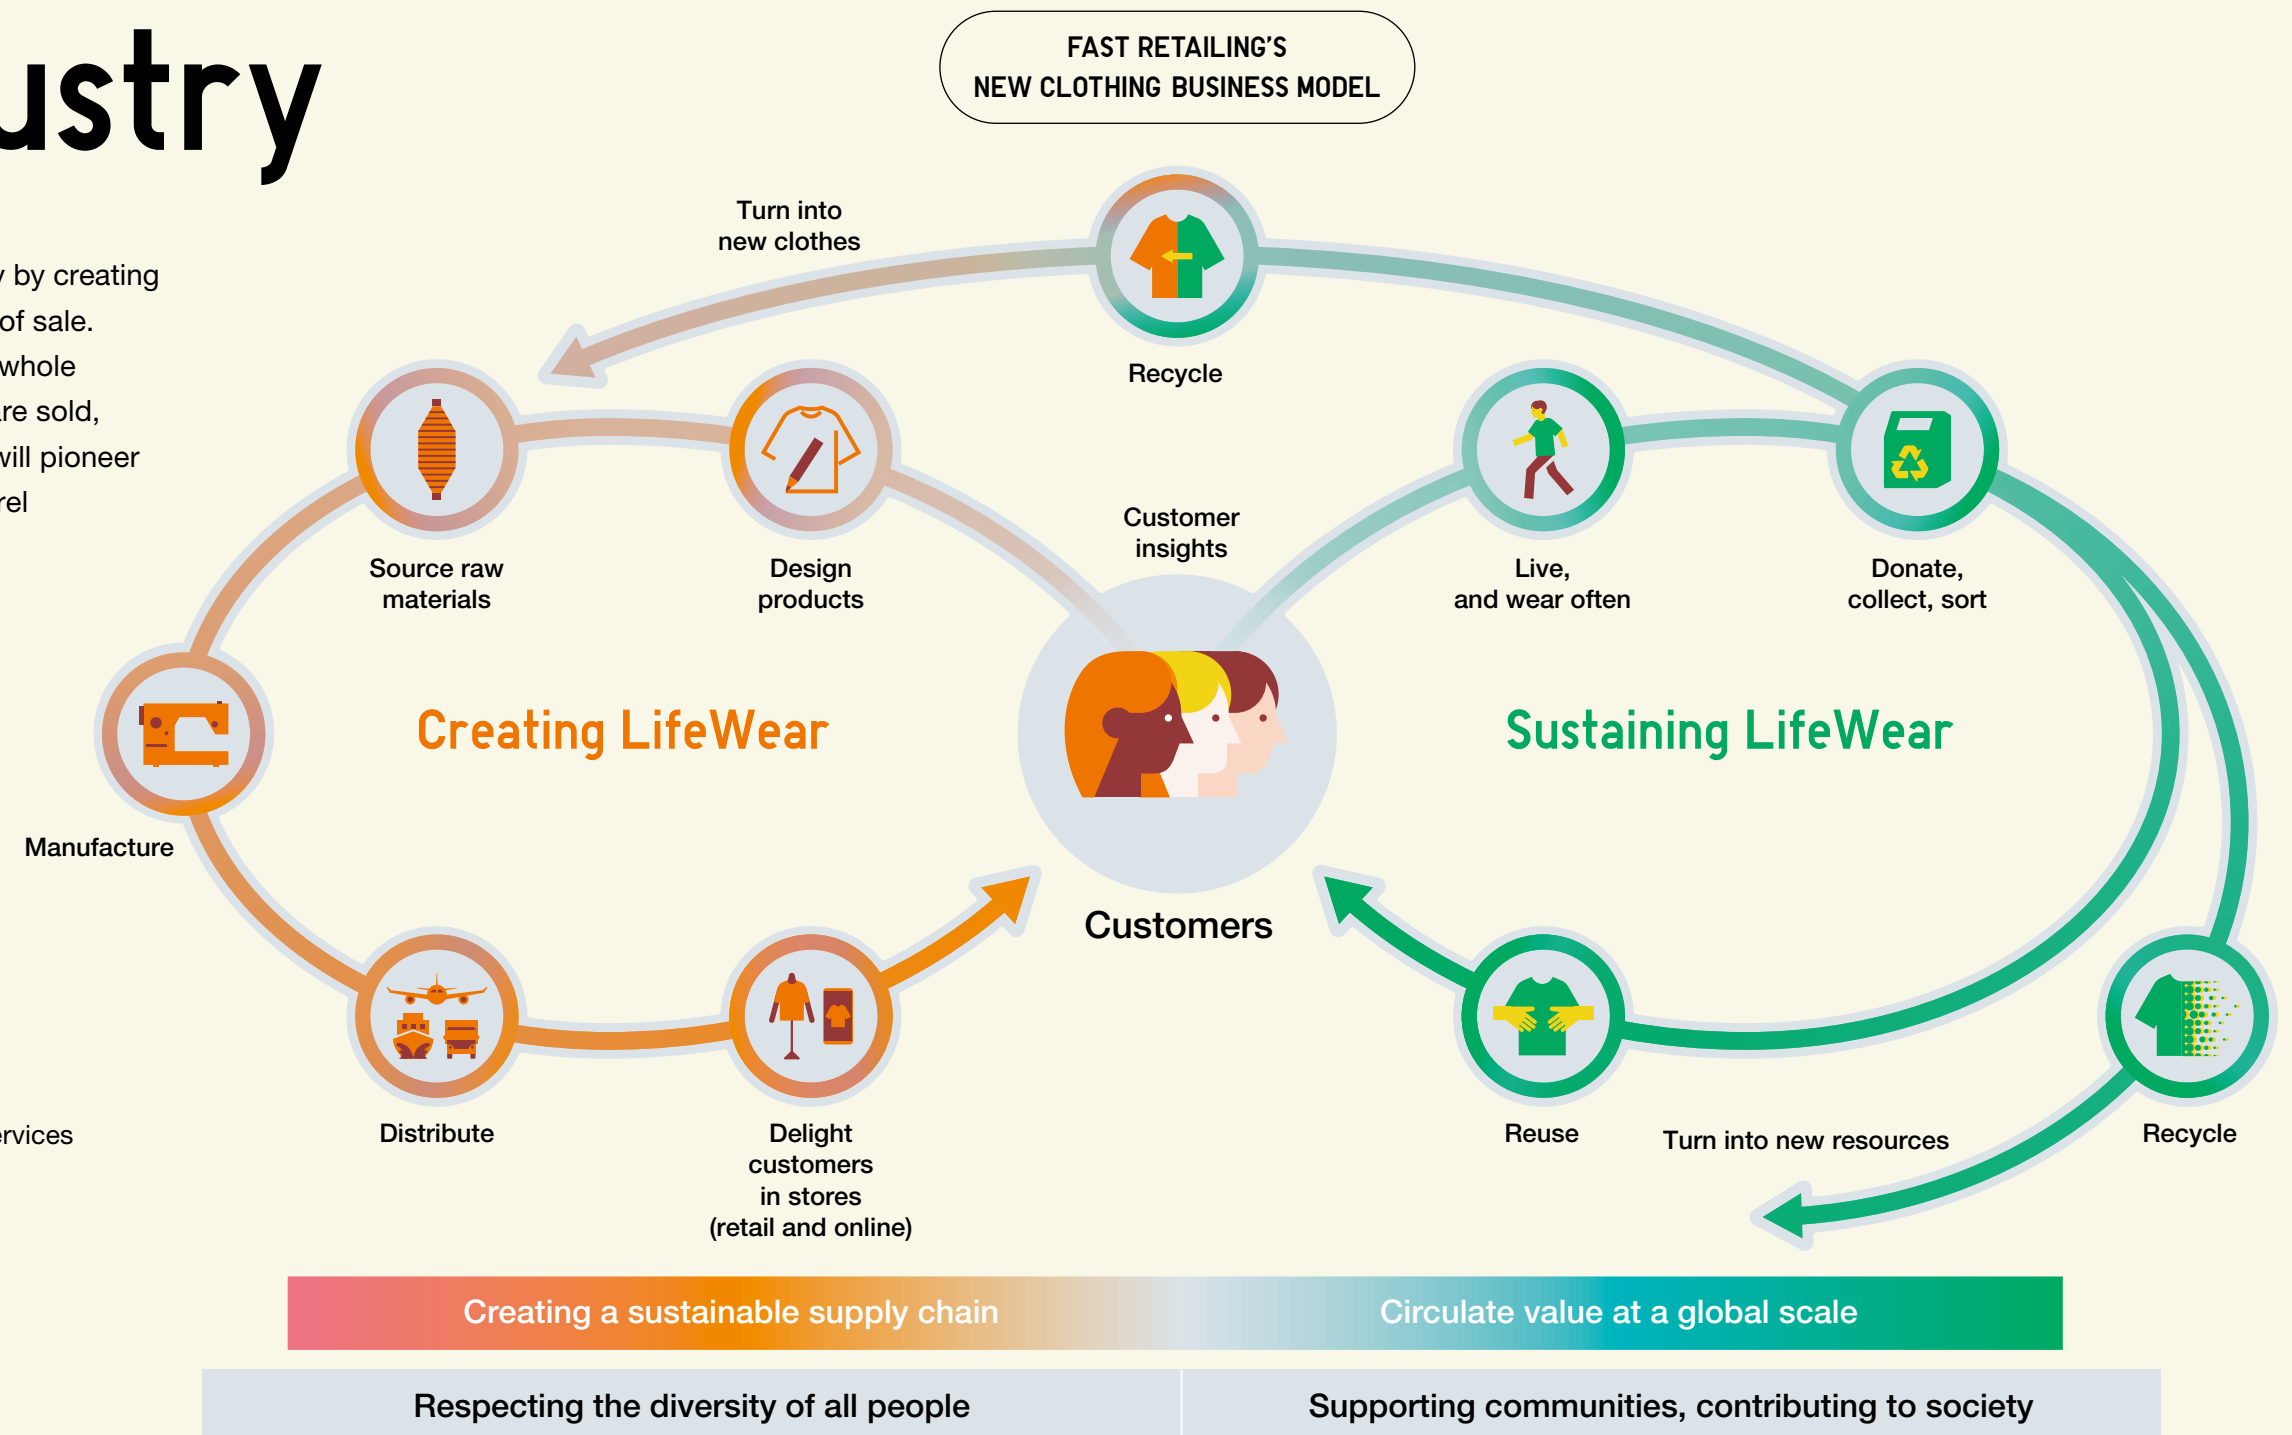 ustry
by creating
of sale.
whole
are sold,
will pioneer
rel
ervices
FAST RETAILING'S
NEW CLOTHING BUSINESS MODEL
Turn into
new clothes
Recycle
Source raw
materials
Design
products
Customer
insights
Live,
and wear often
Donate,
collect, sort
Creating LifeWear
Sustaining LifeWear
Manufacture
Customers
Distribute
Delight
customers
in stores
(retail and online)
Reuse
Turn into new resources
Recycle
Creating a sustainable supply chain
Circulate value at a global scale
Respecting the diversity of all people
Supporting communities, contributing to society